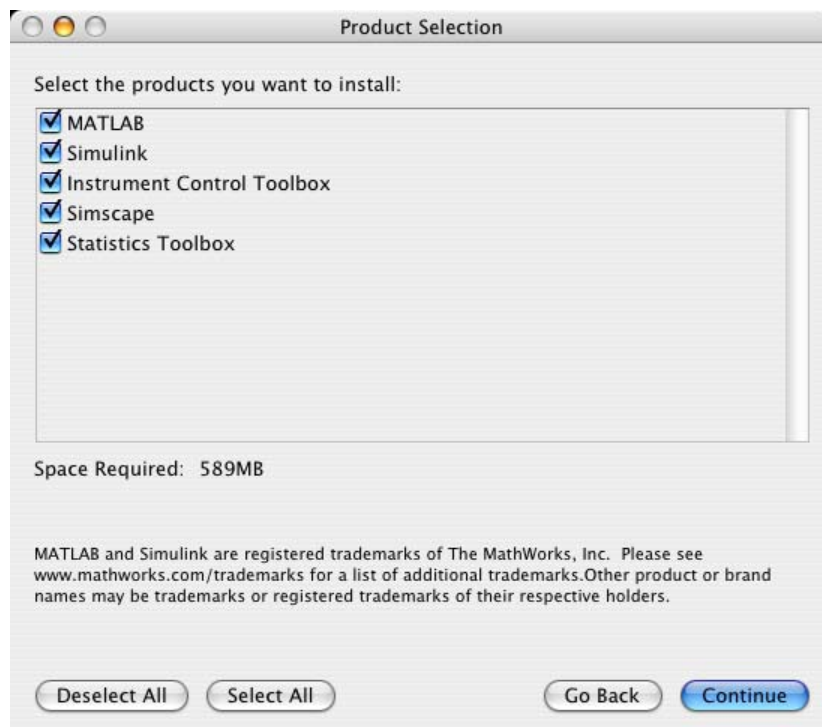 Product Selection
Select the products you want to install:
MATLAB
Simulink
Instrument Control Toolbox
Simscape
Statistics Toolbox
Space Required: 589MB
MATLAB and Simulink are registered trademarks of The MathWorks, Inc. Please see
www.mathworks.com/trademarks for a list of additional trademarks.Other product or brand
names may be trademarks or registered trademarks of their respective holders.
Deselect All Select All Go Back Continue